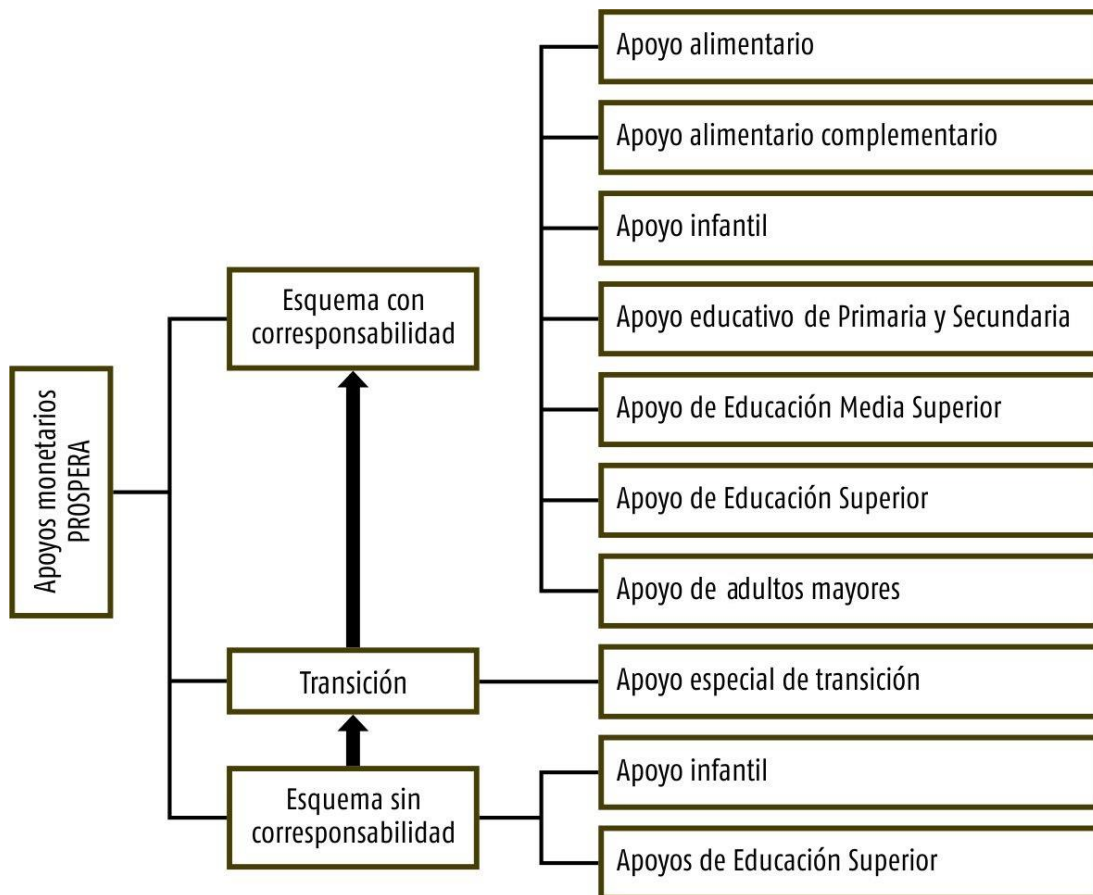 Apoyos monetarios
PROSPERA
Esquema con
corresponsabilidad
Apoyo alimentario
Apoyo alimentario complementario
Apoyo infantil
Apoyo educativo de Primaria y Secundaria
Apoyo de Educación Media Superior
Apoyo de Educación Superior
Apoyo de adultos mayores
Transición
Apoyo especial de transición
Esquema sin
corresponsabilidad
Apoyo infantil
Apoyos de Educación Superior